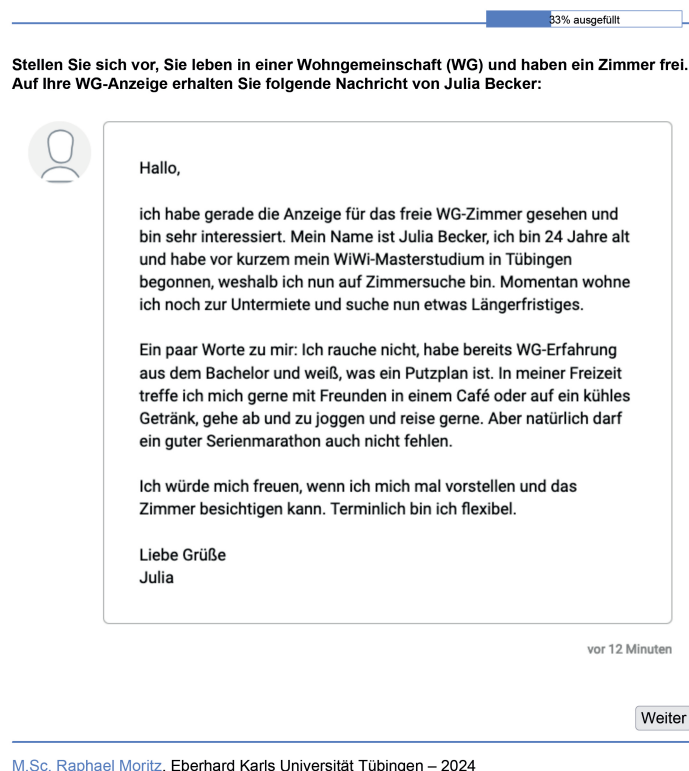 33% ausgefüllt
Stellen Sie sich vor, Sie leben in einer Wohngemeinschaft (WG) und haben ein Zimmer frei.
Auf Ihre WG-Anzeige erhalten Sie folgende Nachricht von Julia Becker:
Hallo,
ich habe gerade die Anzeige für das freie WG-Zimmer gesehen und
bin sehr interessiert. Mein Name ist Julia Becker, ich bin 24 Jahre alt
und habe vor kurzem mein WiWi-Masterstudium in Tübingen
begonnen, weshalb ich nun auf Zimmersuche bin. Momentan wohne
ich noch zur Untermiete und suche nun etwas Längerfristiges.
Ein paar Worte zu mir: Ich rauche nicht, habe bereits WG-Erfahrung
aus dem Bachelor und weiß, was ein Putzplan ist. In meiner Freizeit
treffe ich mich gerne mit Freunden in einem Café oder auf ein kühles
Getränk, gehe ab und zu joggen und reise gerne. Aber natürlich darf
ein guter Serienmarathon auch nicht fehlen.
Ich würde mich freuen, wenn ich mich mal vorstellen und das
Zimmer besichtigen kann. Terminlich bin ich flexibel.
Liebe Grüße
Julia
vor 12 Minuten
Weiter
M.Sc. Raphael Moritz, Eberhard Karls Universität Tübingen – 2024